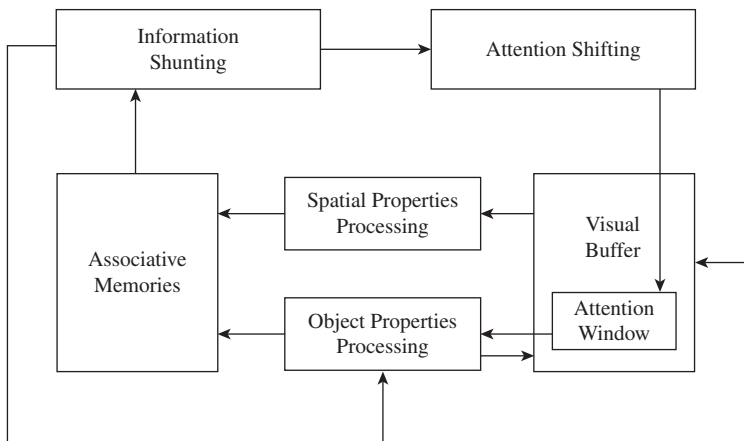 Information
Shunting
Attention Shifting
Spatial Properties
Processing
Visual
Buffer
Associative
Memories
Object Properties
Processing
Attention
Window